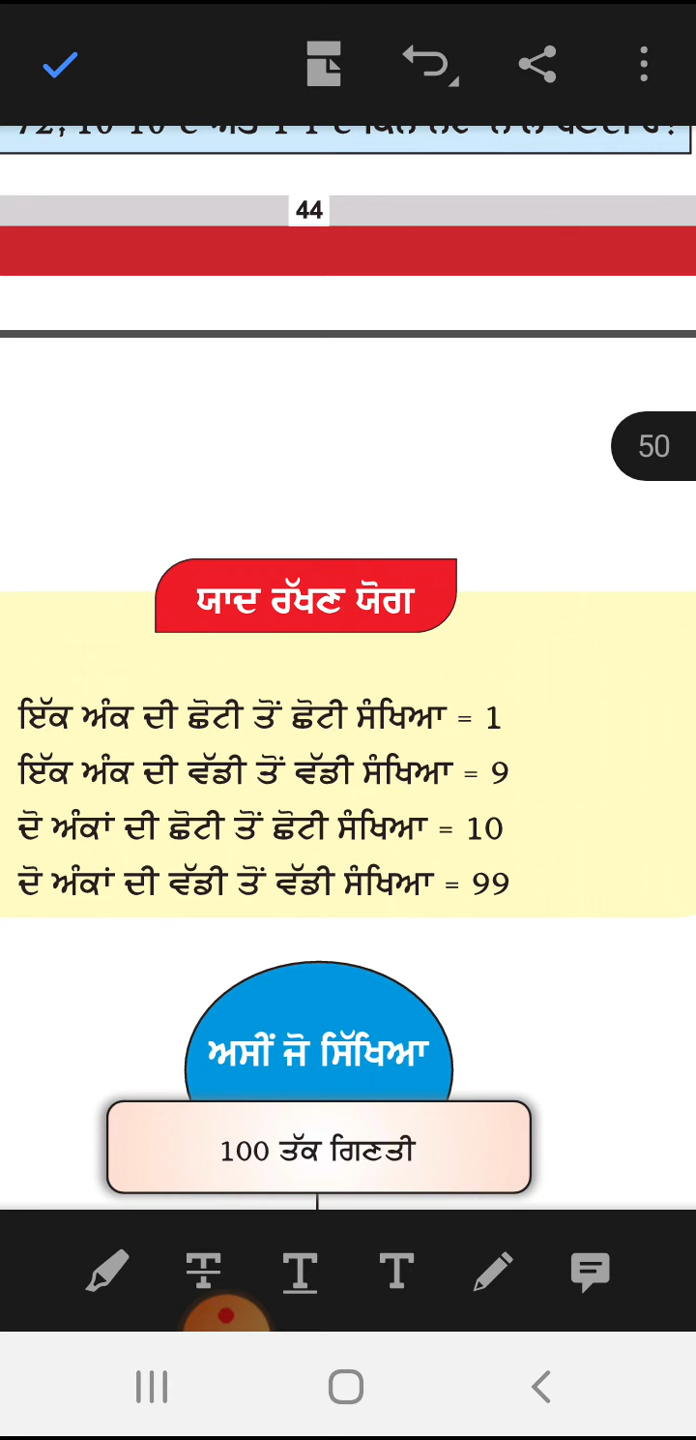 44
50
ਯਾਦ ਰੱਖਣ ਯੋਗ
ਇੱਕ ਅੰਕ ਦੀ ਛੋਟੀ ਤੋਂ ਛੋਟੀ ਸੰਖਿਆ = 1
ਇੱਕ ਅੰਕ ਦੀ ਵੱਡੀ ਤੋਂ ਵੱਡੀ ਸੰਖਿਆ = 9
ਦੋ ਅੰਕਾਂ ਦੀ ਛੋਟੀ ਤੋਂ ਛੋਟੀ ਸੰਖਿਆ = 10
ਦੋ ਅੰਕਾਂ ਦੀ ਵੱਡੀ ਤੋਂ ਵੱਡੀ ਸੰਖਿਆ = 99
ਅਸੀਂ ਜੋ ਸਿੱਖਿਆ
100 ਤੱਕ ਗਿਣਤੀ